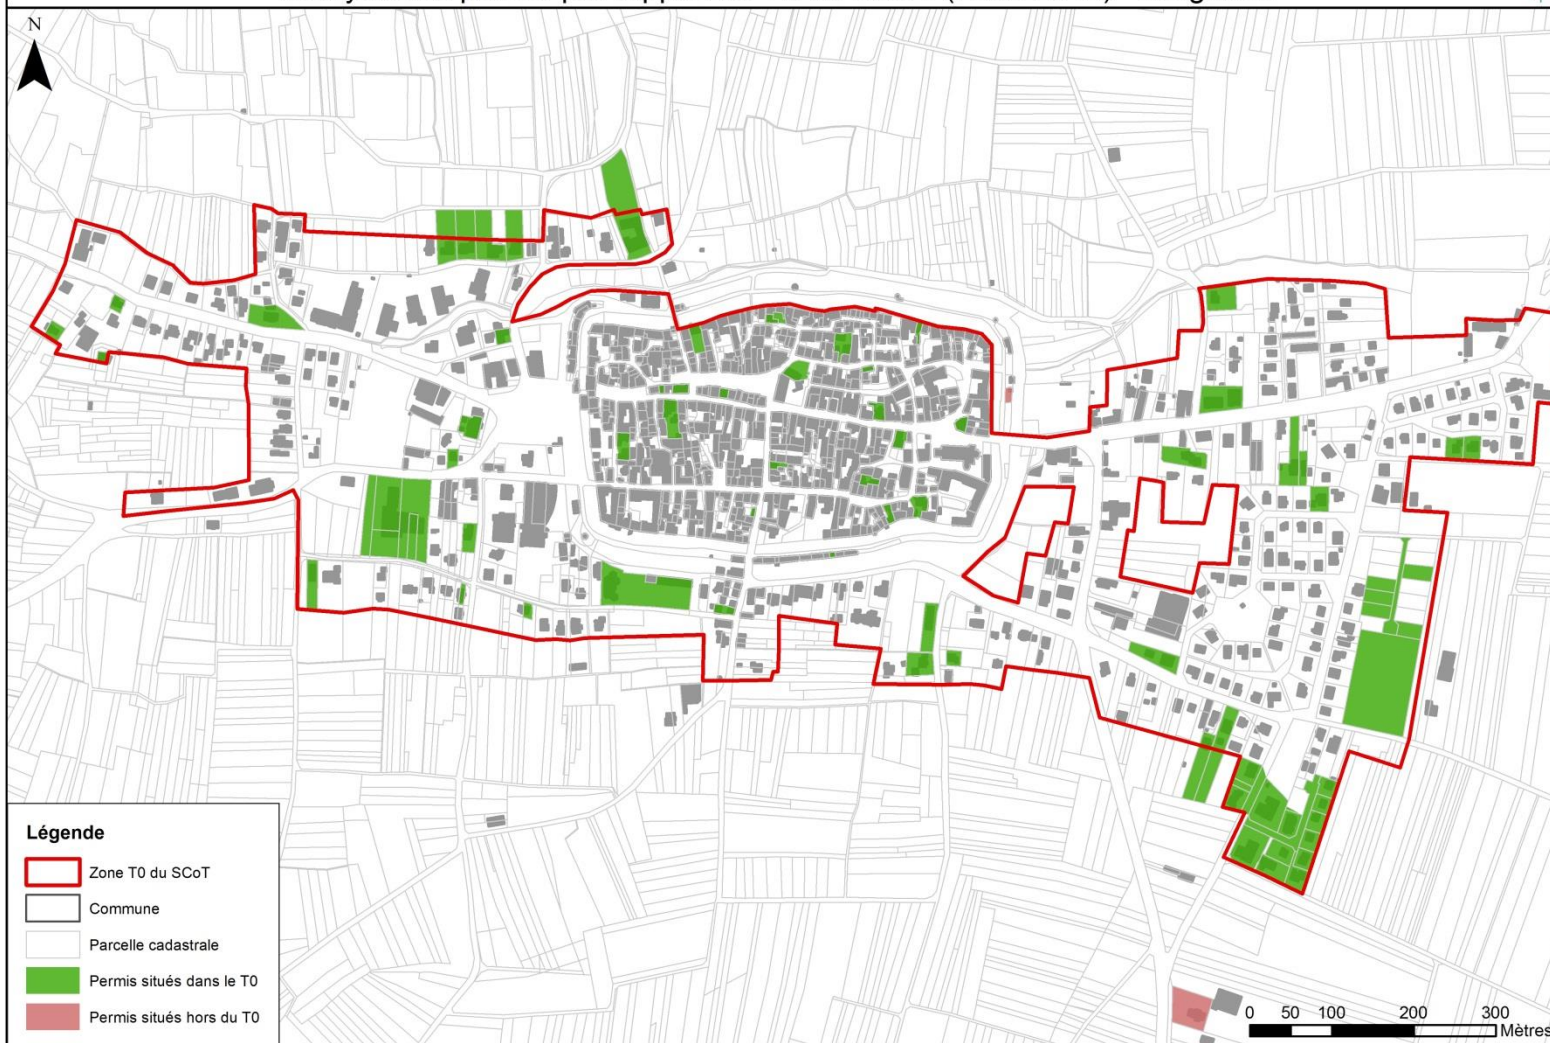 N
Légende
Zone T0 du SCoT
Commune
Parcelle cadastrale
Permis situés dans le T0
Permis situés hors du T0
0 50 100 200 300
Mètres